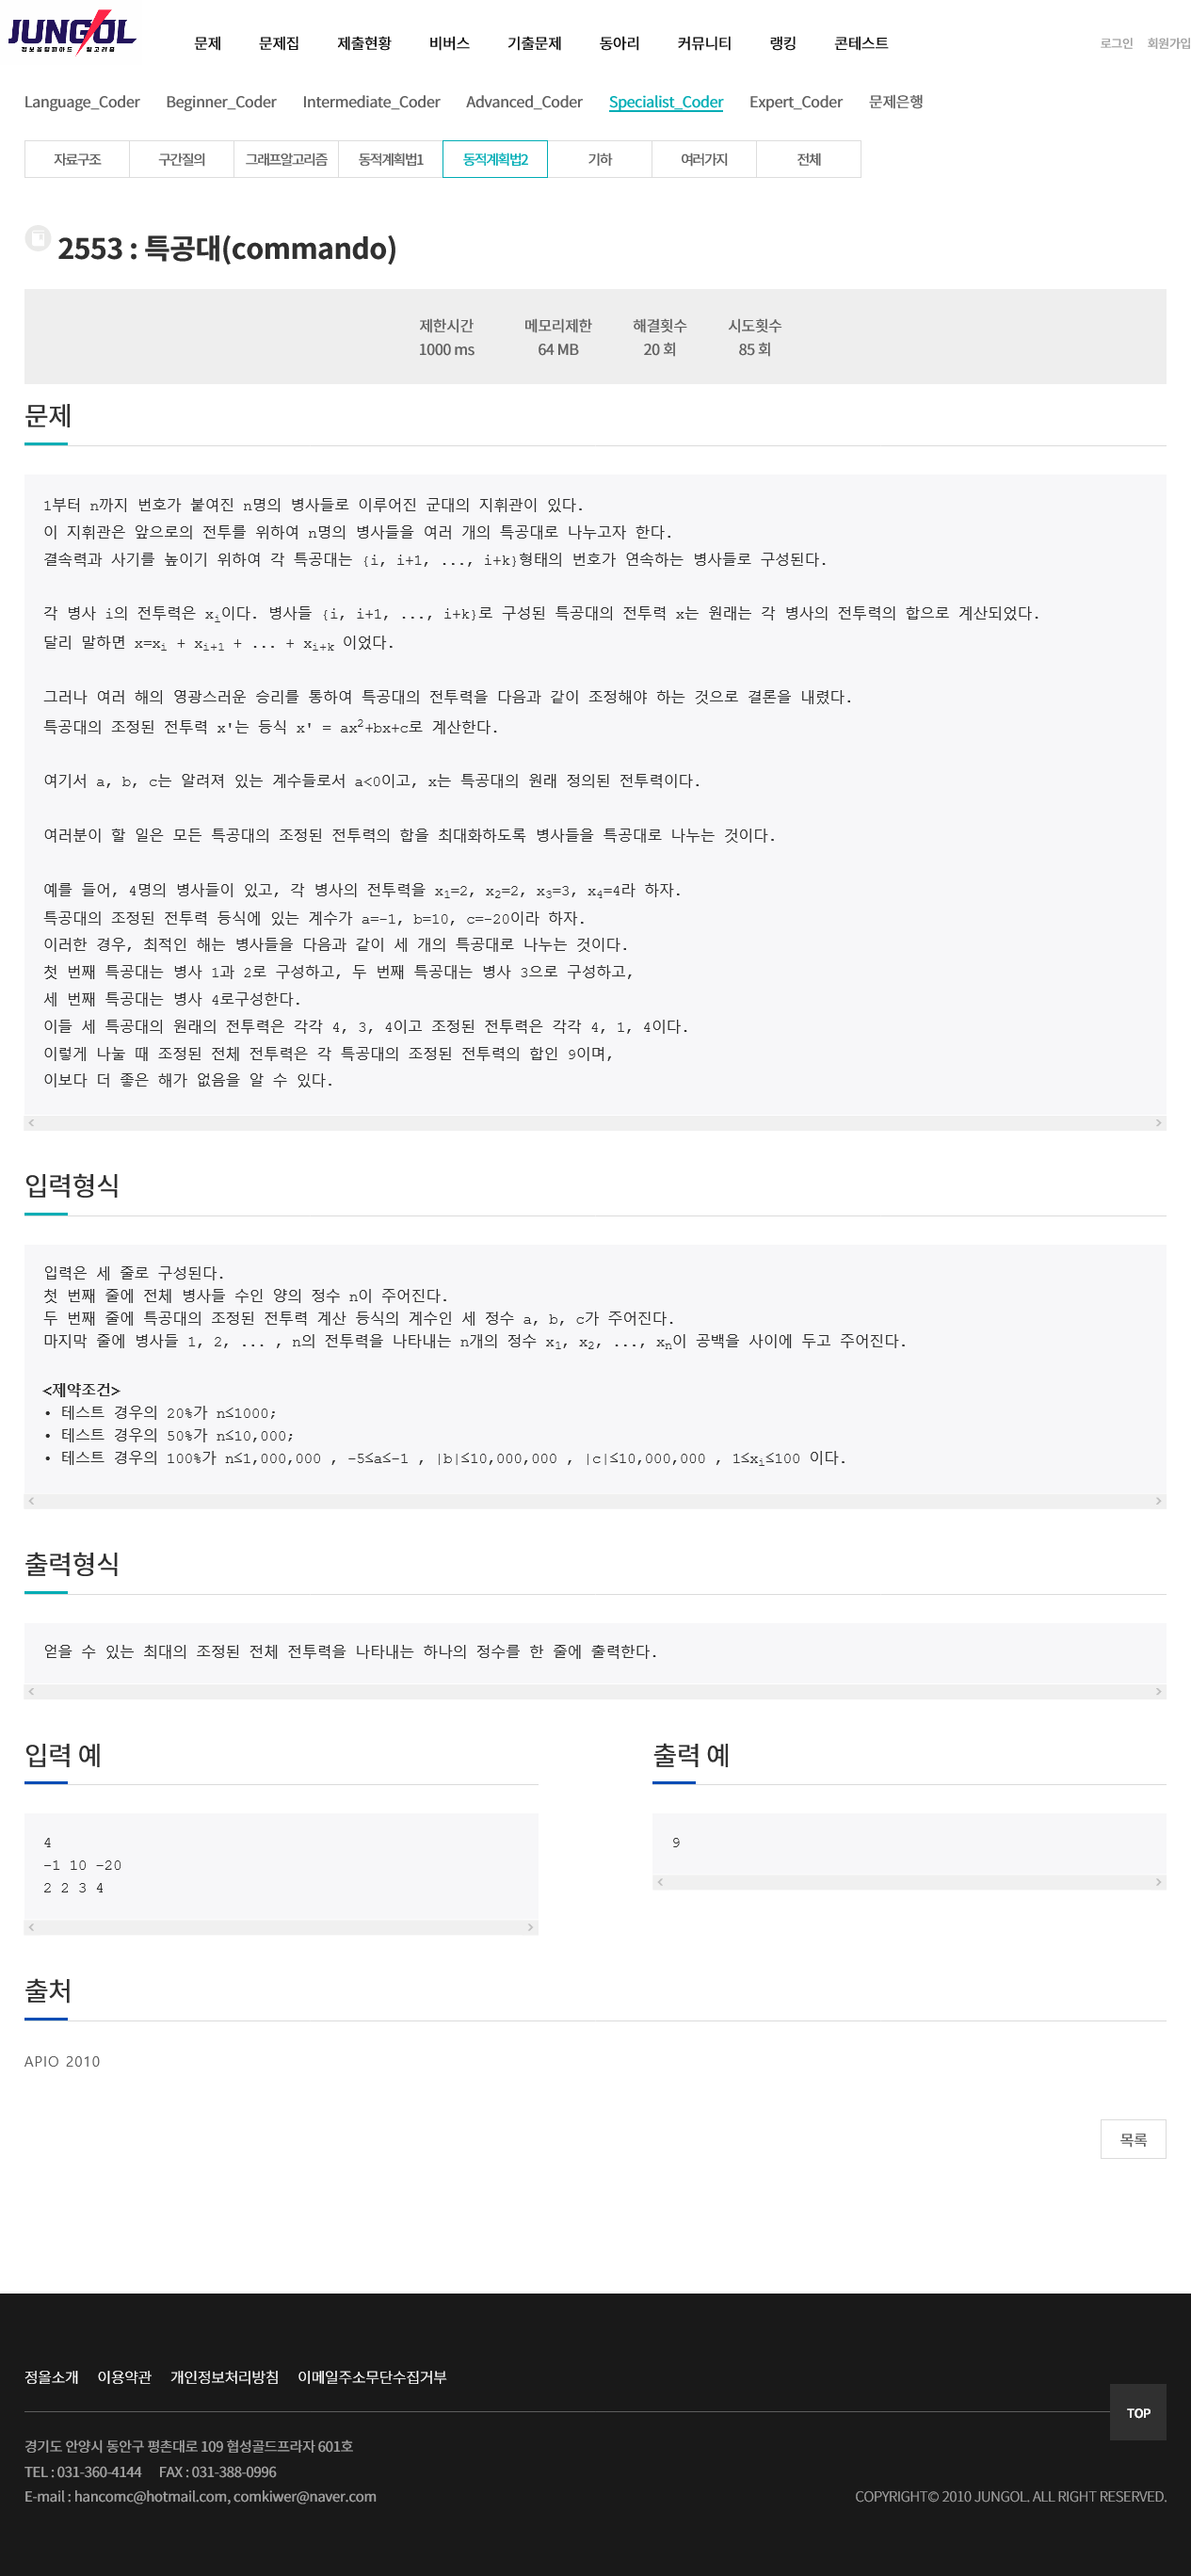 JUNGOL
정보올림피아드 알고리즘
문제 문제집 제출현황 비버스 기출문제 동아리 커뮤니티 랭킹 콘테스트 로그인 회원가입
Language_Coder Beginner_Coder Intermediate_Coder Advanced_Coder Specialist_Coder Expert_Coder 문제은행
자료구조 구간질의 그래프알고리즘 동적계획법1 동적계획법2 기하 여러가지 전체
2553 : 특공대(commando)
제한시간 메모리제한 해결횟수 시도횟수
1000 ms 64 MB 20 회 85 회
문제
1부터 n까지 번호가 붙여진 n명의 병사들로 이루어진 군대의 지휘관이 있다.
이 지휘관은 앞으로의 전투를 위하여 n명의 병사들을 여러 개의 특공대로 나누고자 한다.
결속력과 사기를 높이기 위하여 각 특공대는 {i, i+1, ..., i+k}형태의 번호가 연속하는 병사들로 구성된다.
각 병사 i의 전투력은 xi이다. 병사들 {i, i+1, ..., i+k}로 구성된 특공대의 전투력 x는 원래는 각 병사의 전투력의 합으로 계산되었다.
달리 말하면 x=xi + xi+1 + ... + xi+k 이었다.
그러나 여러 해의 영광스러운 승리를 통하여 특공대의 전투력을 다음과 같이 조정해야 하는 것으로 결론을 내렸다.
특공대의 조정된 전투력 x'는 등식 x' = ax2+bx+c로 계산한다.
여기서 a, b, c는 알려져 있는 계수들로서 a<0이고, x는 특공대의 원래 정의된 전투력이다.
여러분이 할 일은 모든 특공대의 조정된 전투력의 합을 최대화하도록 병사들을 특공대로 나누는 것이다.
예를 들어, 4명의 병사들이 있고, 각 병사의 전투력을 x1=2, x2=2, x3=3, x4=4라 하자.
특공대의 조정된 전투력 등식에 있는 계수가 a=-1, b=10, c=-20이라 하자.
이러한 경우, 최적인 해는 병사들을 다음과 같이 세 개의 특공대로 나누는 것이다.
첫 번째 특공대는 병사 1과 2로 구성하고, 두 번째 특공대는 병사 3으로 구성하고,
세 번째 특공대는 병사 4로구성한다.
이들 세 특공대의 원래의 전투력은 각각 4, 3, 4이고 조정된 전투력은 각각 4, 1, 4이다.
이렇게 나눌 때 조정된 전체 전투력은 각 특공대의 조정된 전투력의 합인 9이며,
이보다 더 좋은 해가 없음을 알 수 있다.
입력형식
입력은 세 줄로 구성된다.
첫 번째 줄에 전체 병사들 수인 양의 정수 n이 주어진다.
두 번째 줄에 특공대의 조정된 전투력 계산 등식의 계수인 세 정수 a, b, c가 주어진다.
마지막 줄에 병사들 1, 2, ... , n의 전투력을 나타내는 n개의 정수 x1, x2, ..., xn이 공백을 사이에 두고 주어진다.
<제약조건>
• 테스트 경우의 20%가 n≤1000;
• 테스트 경우의 50%가 n≤10,000;
• 테스트 경우의 100%가 n≤1,000,000 , -5≤a≤-1 , |b|≤10,000,000 , |c|≤10,000,000 , 1≤xi≤100 이다.
출력형식
얻을 수 있는 최대의 조정된 전체 전투력을 나타내는 하나의 정수를 한 줄에 출력한다.
입력 예
4
-1 10 -20
2 2 3 4
출력 예
9
출처
APIO 2010
목록
정올소개 이용약관 개인정보처리방침 이메일주소무단수집거부
TOP
경기도 안양시 동안구 평촌대로 109 협성골드프라자 601호
TEL : 031-360-4144 FAX : 031-388-0996
E-mail : hancomc@hotmail.com, comkiwer@naver.com
COPYRIGHT© 2010 JUNGOL. ALL RIGHT RESERVED.